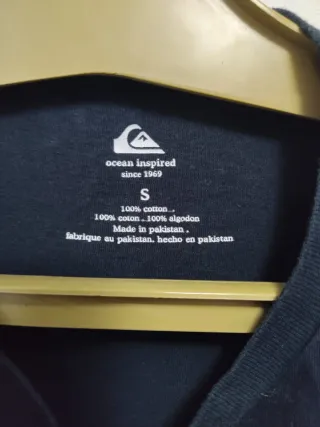 ocean inspired
since 1969
S
100% cotton .
100% coton . 100% algodon
Made in pakistan .
fabrique au pakistan. hecho en pakistan